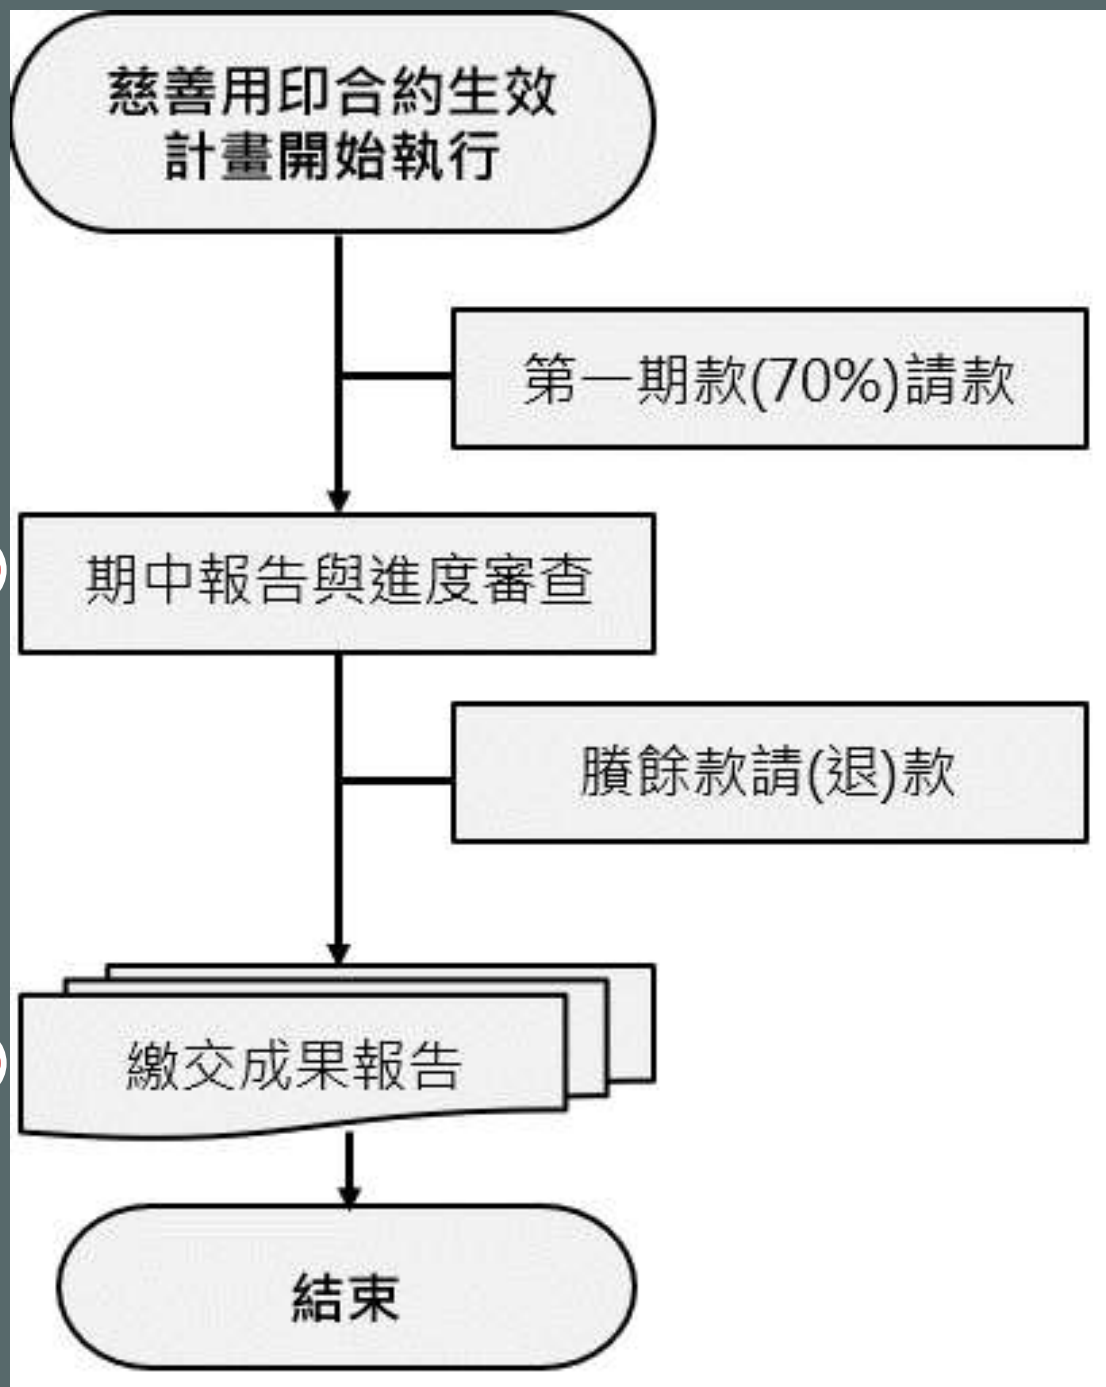 慈善用印合約生效
計畫開始執行
第一期款(70%)請款
期中報告與進度審查
賸餘款請(退)款
繳交成果報告
結束